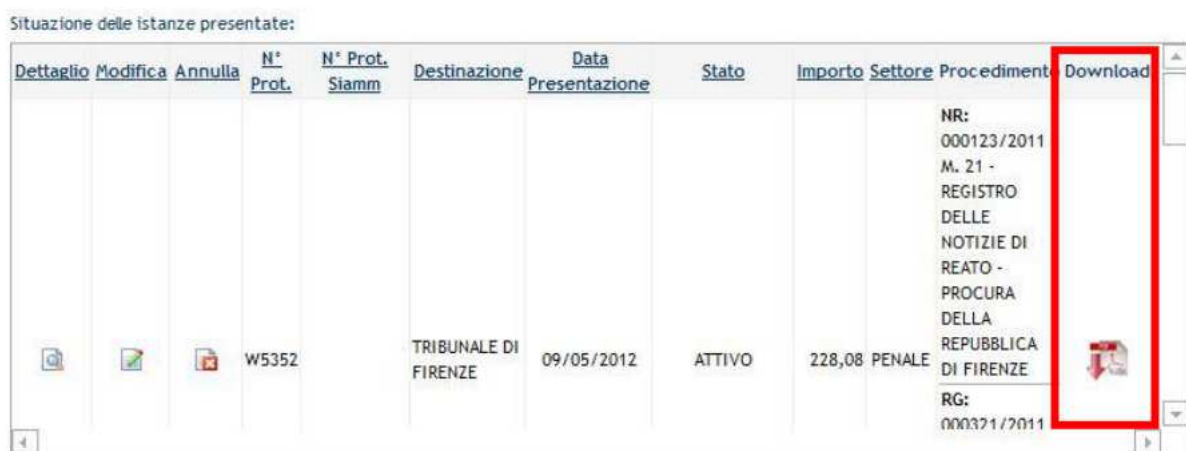 Situazione delle istanze presentate:
Dettaglio Modifica Annulla N° Prot. N° Prot. Siamm Destinazione Data Presentazione Stato Importo Settore Procedimento Download
NR:
000123/2011
M. 21 -
REGISTRO
DELLE
NOTIZIE DI
REATO -
PROCURA
DELLA
REPUBBLICA
DI FIRENZE
W5352 TRIBUNALE DI FIRENZE 09/05/2012 ATTIVO 228,08 PENALE
RG:
000321/2011